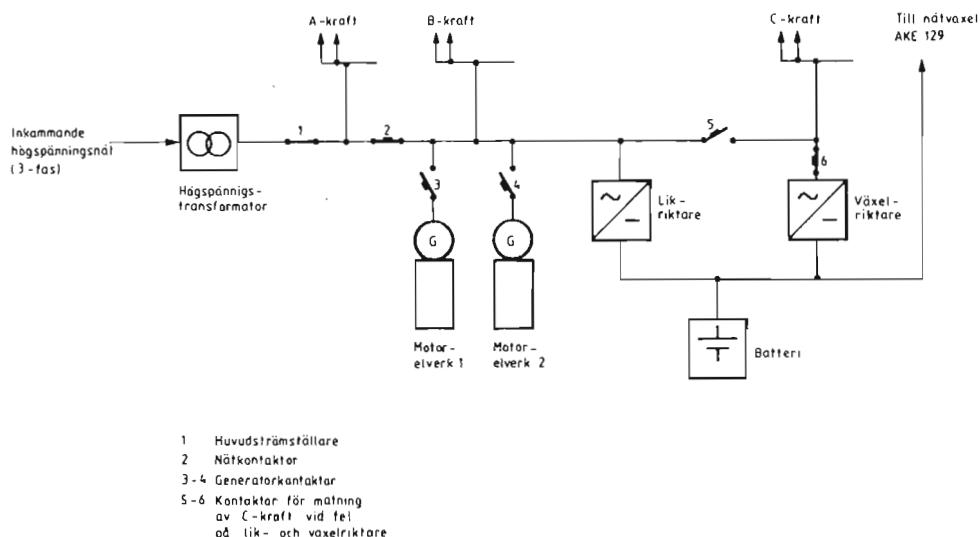 A-kraft
B-kraft
C-kraft
Till nätväxel
AKE 129
Inkammande
högspänningsnät
(3-fas)
1
2
5
6
3
4
Högspännigs-
transformator
G
G
Lik-
riktare
Växel-
riktare
Motor-
elverk 1
Motor-
elverk 2
Batteri
1 Huvudströmställare
2 Nätkontaktor
3-4 Generatorkontaktor
5-6 Kontaktor för matning
av C-kraft vid fel
på lik- och växelriktare